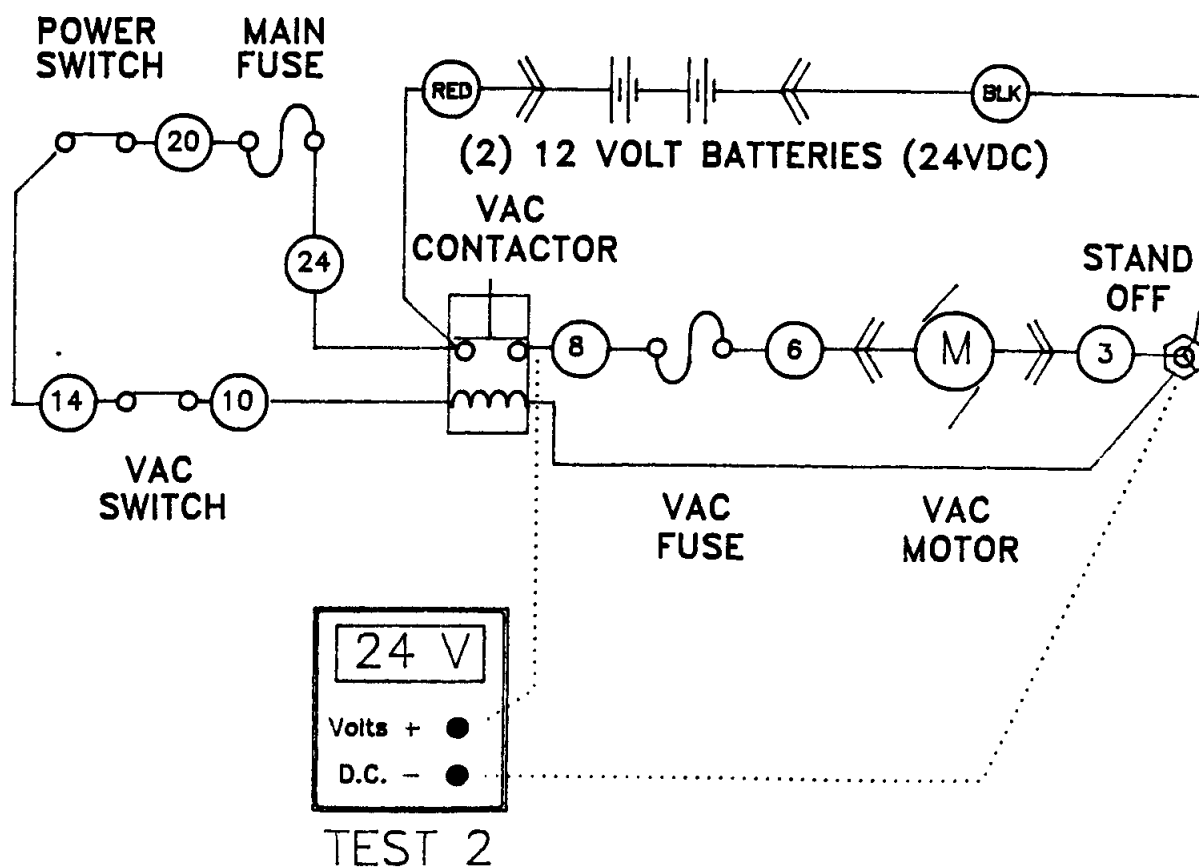 POWER
SWITCH
MAIN
FUSE
RED
BLK
20
(2) 12 VOLT BATTERIES (24VDC)
VAC
CONTACTOR
24
STAND
OFF
8
6
M
3
14
10
VAC
SWITCH
VAC
FUSE
VAC
MOTOR
24 V
Volts +
D.C. −
TEST 2